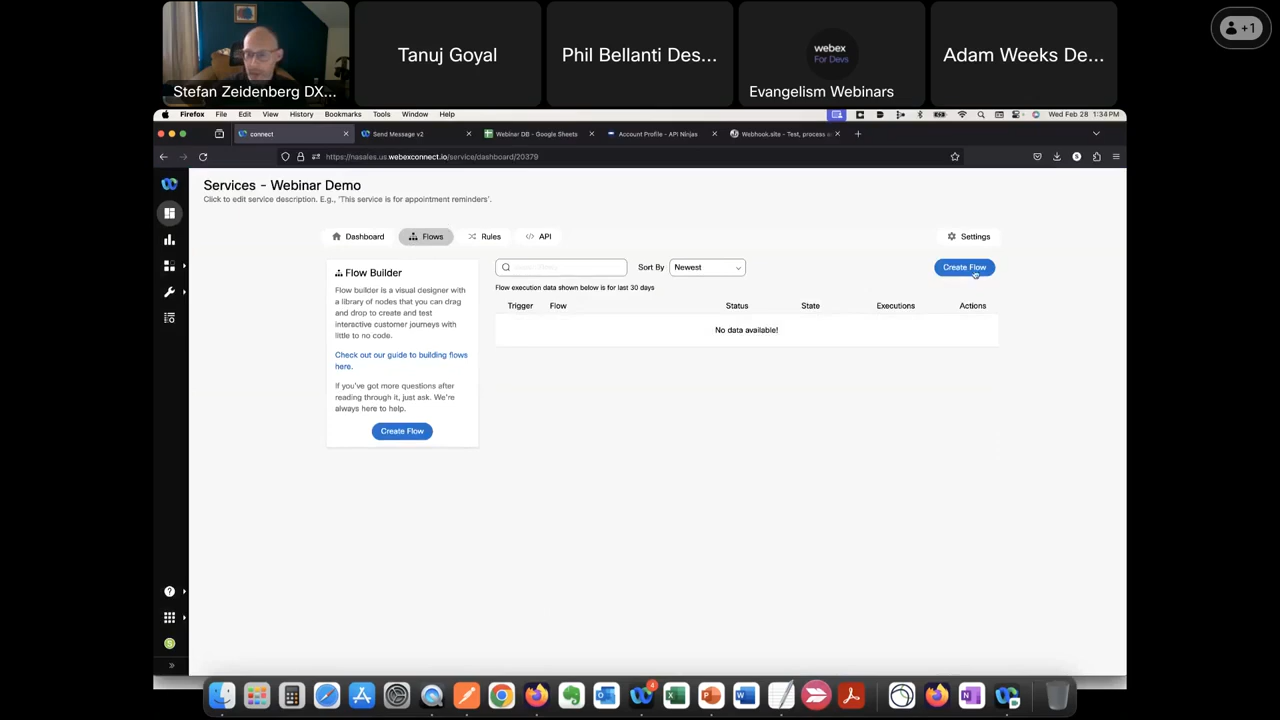 Stefan Zeidenberg DX...
Tanuj Goyal
Phil Bellanti Des...
webex
For Devs
Evangelism Webinars
Adam Weeks De...
+1
Firefox File Edit View History Bookmarks Tools Window Help
Wed Feb 28 1:34 PM
connect
Send Message v2
Webinar DB - Google Sheets
Account Profile - API Ninjas
Webhook.site - Test, process
https://nasales.us.webexconnect.io/service/dashboard/20379
Services - Webinar Demo
Click to edit service description. E.g., 'This service is for appointment reminders'.
Dashboard Flows Rules API Settings
Flow Builder
Flow builder is a visual designer with
a library of nodes that you can drag
and drop to create and test
interactive customer journeys with
little to no code.
Check out our guide to building flows
here.
If you've got more questions after
reading through it, just ask. We're
always here to help.
Create Flow
Sort By Newest Create Flow
Flow execution data shown below is for last 30 days
Trigger Flow Status State Executions Actions
No data available!